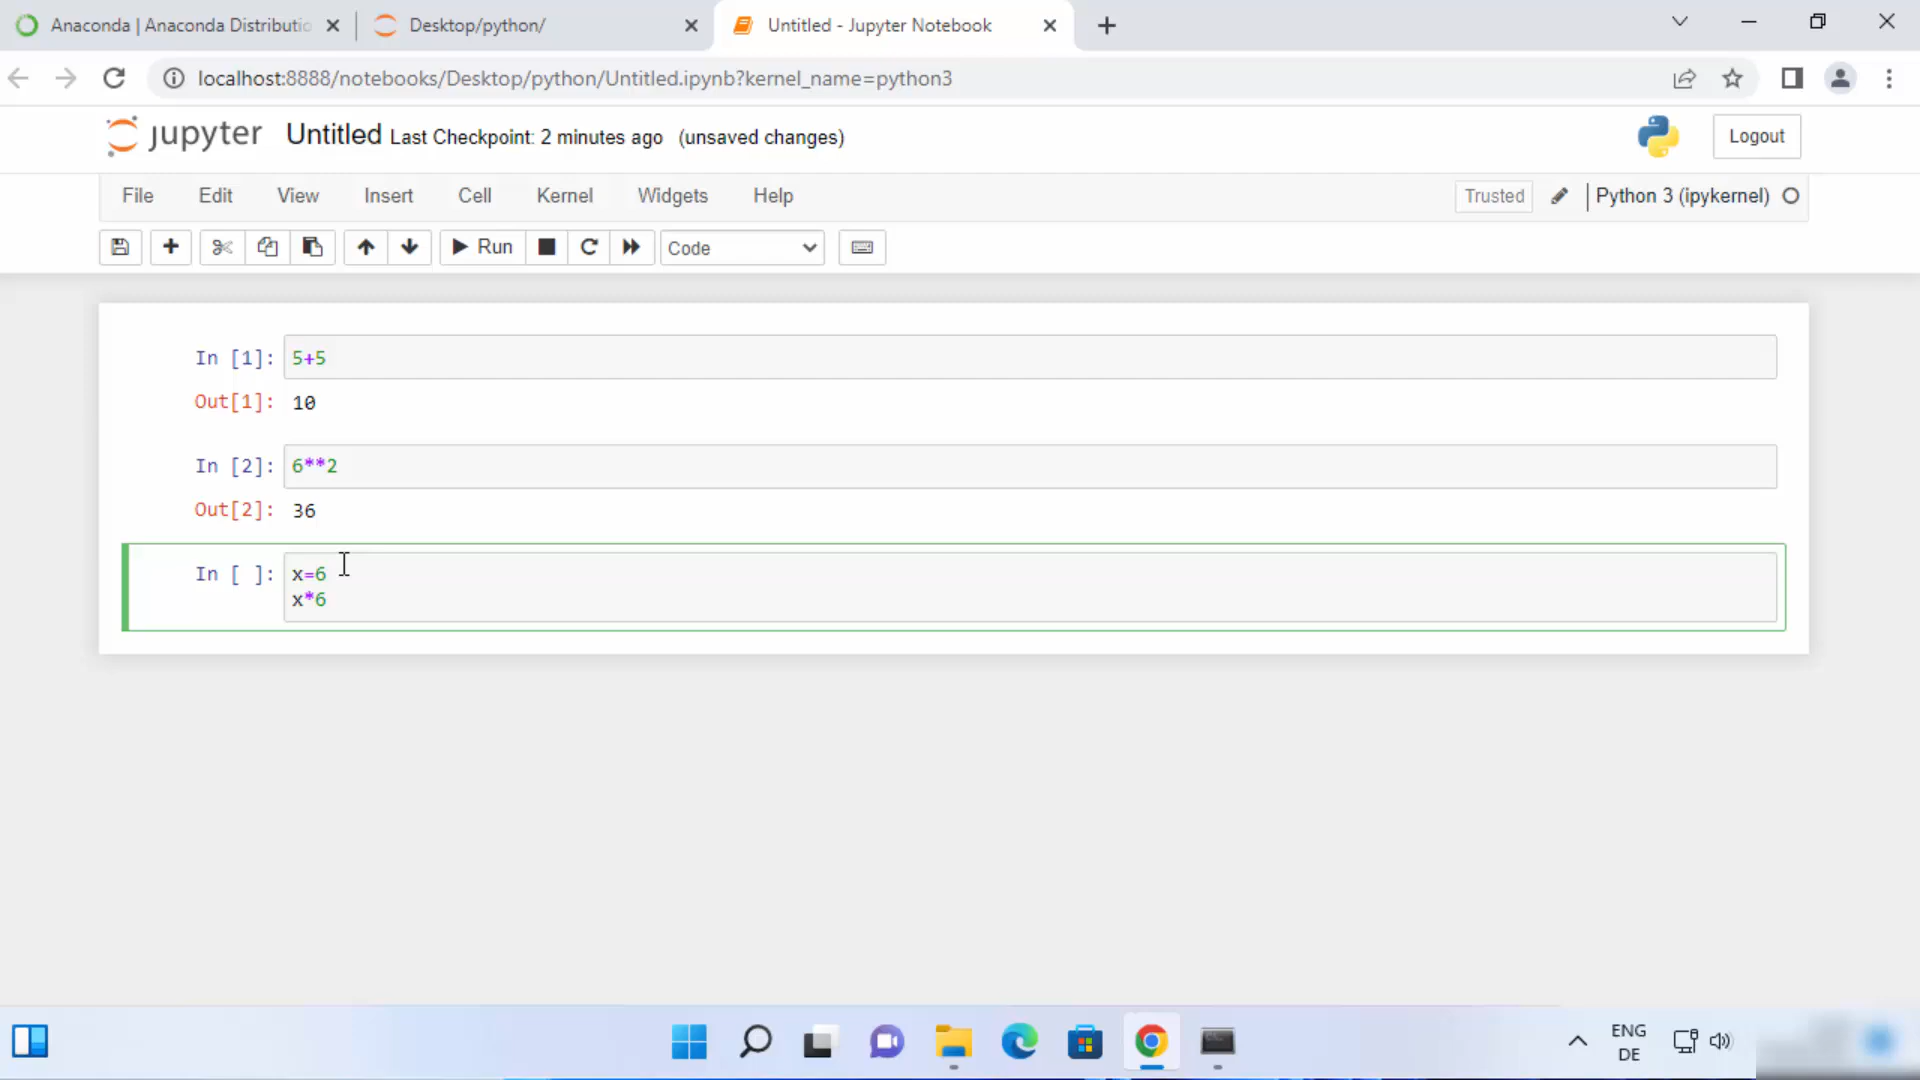 Anaconda | Anaconda Distributio
Desktop/python/
Untitled - Jupyter Notebook
localhost:8888/notebooks/Desktop/python/Untitled.ipynb?kernel_name=python3
jupyter Untitled Last Checkpoint: 2 minutes ago (unsaved changes)
Logout
File Edit View Insert Cell Kernel Widgets Help
Trusted Python 3 (ipykernel)
Run
Code
In [1]: 5+5
Out[1]: 10
In [2]: 6**2
Out[2]: 36
In [ ]: x=6
x*6
ENG
DE